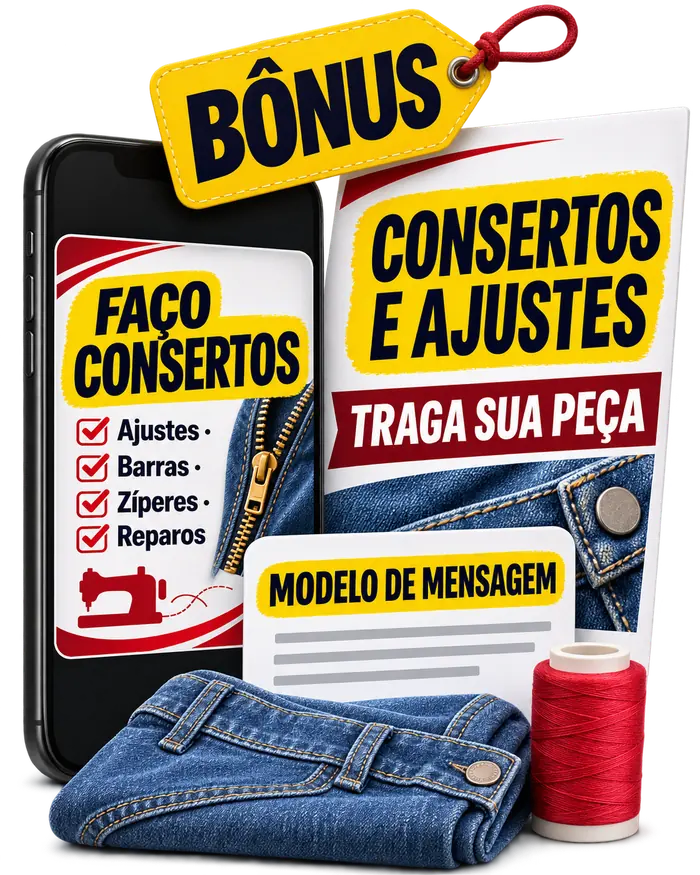 BÔNUS
FAÇO
CONSERTOS
Ajustes ·
Barras ·
Zíperes ·
Reparos
CONSERTOS
E AJUSTES
TRAGA SUA PEÇA
MODELO DE MENSAGEM